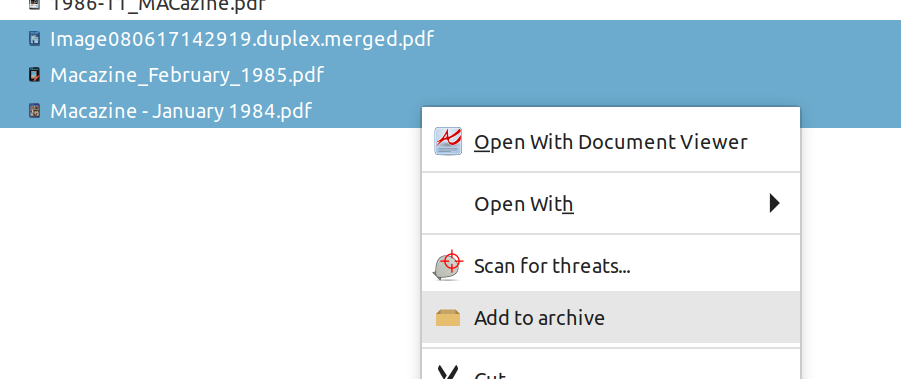 1986-11_MACazine.pdf
Image080617142919.duplex.merged.pdf
Macazine_February_1985.pdf
Macazine - January 1984.pdf
Open With Document Viewer
Open With
Scan for threats...
Add to archive
Cut